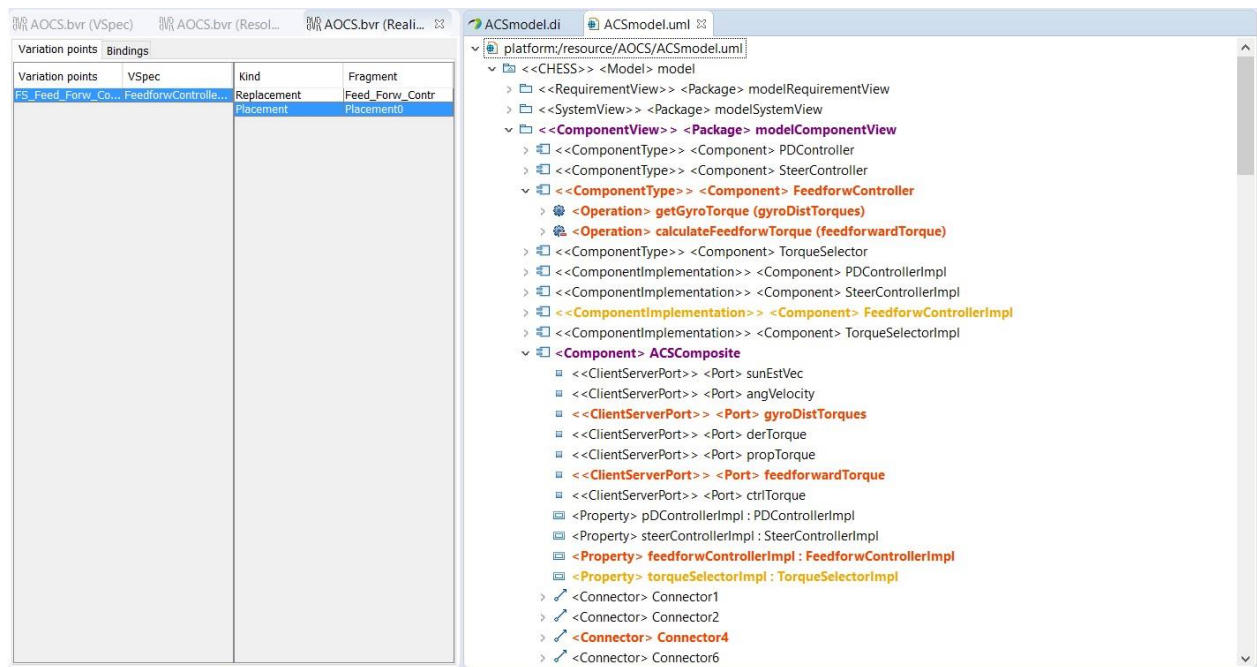 AOCS.bvr (VSpec)
AOCS.bvr (Resol...
AOCS.bvr (Reali...
Variation points Bindings
Variation points VSpec Kind Fragment
FS_Feed_Forw_Co... FeedforwControlle... Replacement Feed_Forw_Contr
Placement Placement0
ACSmodel.di
ACSmodel.uml
platform:/resource/AOCS/ACSmodel.uml
<<CHESS>> <Model> model
<<RequirementView>> <Package> modelRequirementView
<<SystemView>> <Package> modelSystemView
<<ComponentView>> <Package> modelComponentView
<<ComponentType>> <Component> PDController
<<ComponentType>> <Component> SteerController
<<ComponentType>> <Component> FeedforwController
<Operation> getGyroTorque (gyroDistTorques)
<Operation> calculateFeedforwTorque (feedforwardTorque)
<<ComponentType>> <Component> TorqueSelector
<<ComponentImplementation>> <Component> PDControllerImpl
<<ComponentImplementation>> <Component> SteerControllerImpl
<<ComponentImplementation>> <Component> FeedforwControllerImpl
<<ComponentImplementation>> <Component> TorqueSelectorImpl
<Component> ACSComposite
<<ClientServerPort>> <Port> sunEstVec
<<ClientServerPort>> <Port> angVelocity
<<ClientServerPort>> <Port> gyroDistTorques
<<ClientServerPort>> <Port> derTorque
<<ClientServerPort>> <Port> propTorque
<<ClientServerPort>> <Port> feedforwardTorque
<<ClientServerPort>> <Port> ctrlTorque
<Property> pDControllerImpl : PDControllerImpl
<Property> steerControllerImpl : SteerControllerImpl
<Property> feedforwControllerImpl : FeedforwControllerImpl
<Property> torqueSelectorImpl : TorqueSelectorImpl
<Connector> Connector1
<Connector> Connector2
<Connector> Connector4
<Connector> Connector6